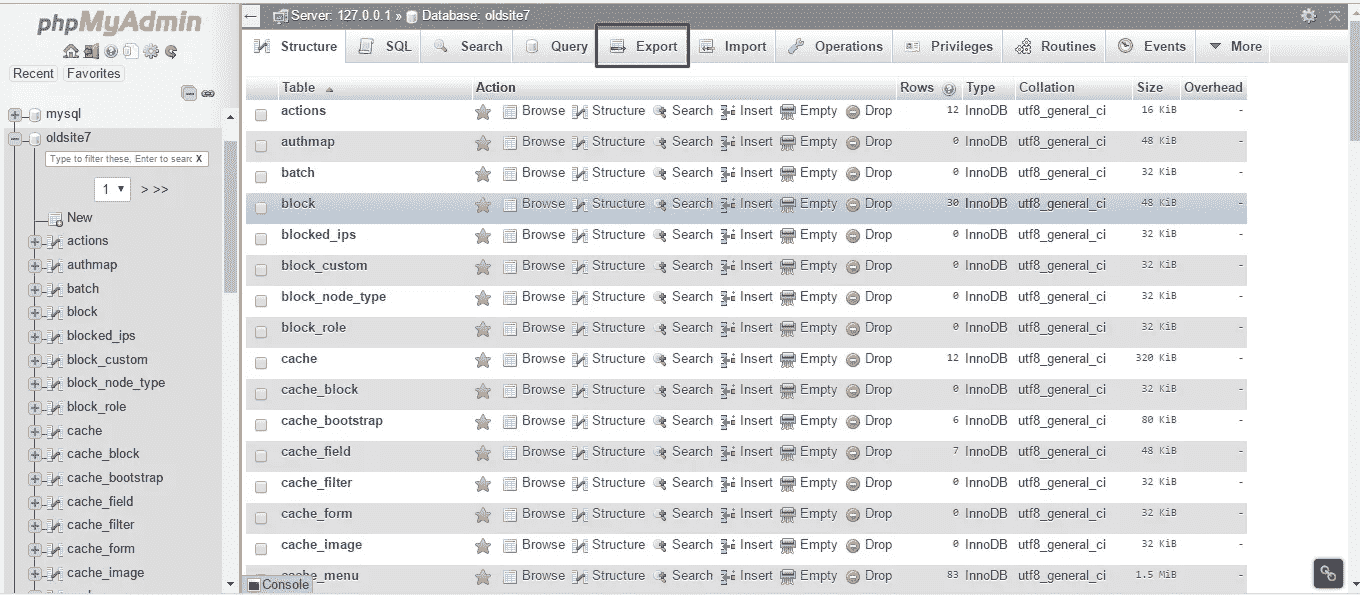 phpMyAdmin
Recent Favorites
mysql
oldsite7
Type to filter these, Enter to searc X
1 > >>
New
actions
authmap
batch
block
blocked_ips
block_custom
block_node_type
block_role
cache
cache_block
cache_bootstrap
cache_field
cache_filter
cache_form
cache_image
Server: 127.0.0.1 » Database: oldsite7
Structure SQL Search Query Export Import Operations Privileges Routines Events More
Table Action Rows Type Collation Size Overhead
actions Browse Structure Search Insert Empty Drop 12 InnoDB utf8_general_ci 16 KiB -
authmap Browse Structure Search Insert Empty Drop 0 InnoDB utf8_general_ci 48 KiB -
batch Browse Structure Search Insert Empty Drop 0 InnoDB utf8_general_ci 32 KiB -
block Browse Structure Search Insert Empty Drop 30 InnoDB utf8_general_ci 48 KiB -
blocked_ips Browse Structure Search Insert Empty Drop 0 InnoDB utf8_general_ci 32 KiB -
block_custom Browse Structure Search Insert Empty Drop 0 InnoDB utf8_general_ci 32 KiB -
block_node_type Browse Structure Search Insert Empty Drop 0 InnoDB utf8_general_ci 32 KiB -
block_role Browse Structure Search Insert Empty Drop 0 InnoDB utf8_general_ci 32 KiB -
cache Browse Structure Search Insert Empty Drop 12 InnoDB utf8_general_ci 320 KiB -
cache_block Browse Structure Search Insert Empty Drop 0 InnoDB utf8_general_ci 32 KiB -
cache_bootstrap Browse Structure Search Insert Empty Drop 6 InnoDB utf8_general_ci 80 KiB -
cache_field Browse Structure Search Insert Empty Drop 7 InnoDB utf8_general_ci 48 KiB -
cache_filter Browse Structure Search Insert Empty Drop 0 InnoDB utf8_general_ci 32 KiB -
cache_form Browse Structure Search Insert Empty Drop 0 InnoDB utf8_general_ci 32 KiB -
cache_image Browse Structure Search Insert Empty Drop 0 InnoDB utf8_general_ci 32 KiB -
cache_menu Browse Structure Search Insert Empty Drop 83 InnoDB utf8_general_ci 1.5 MiB -
Console